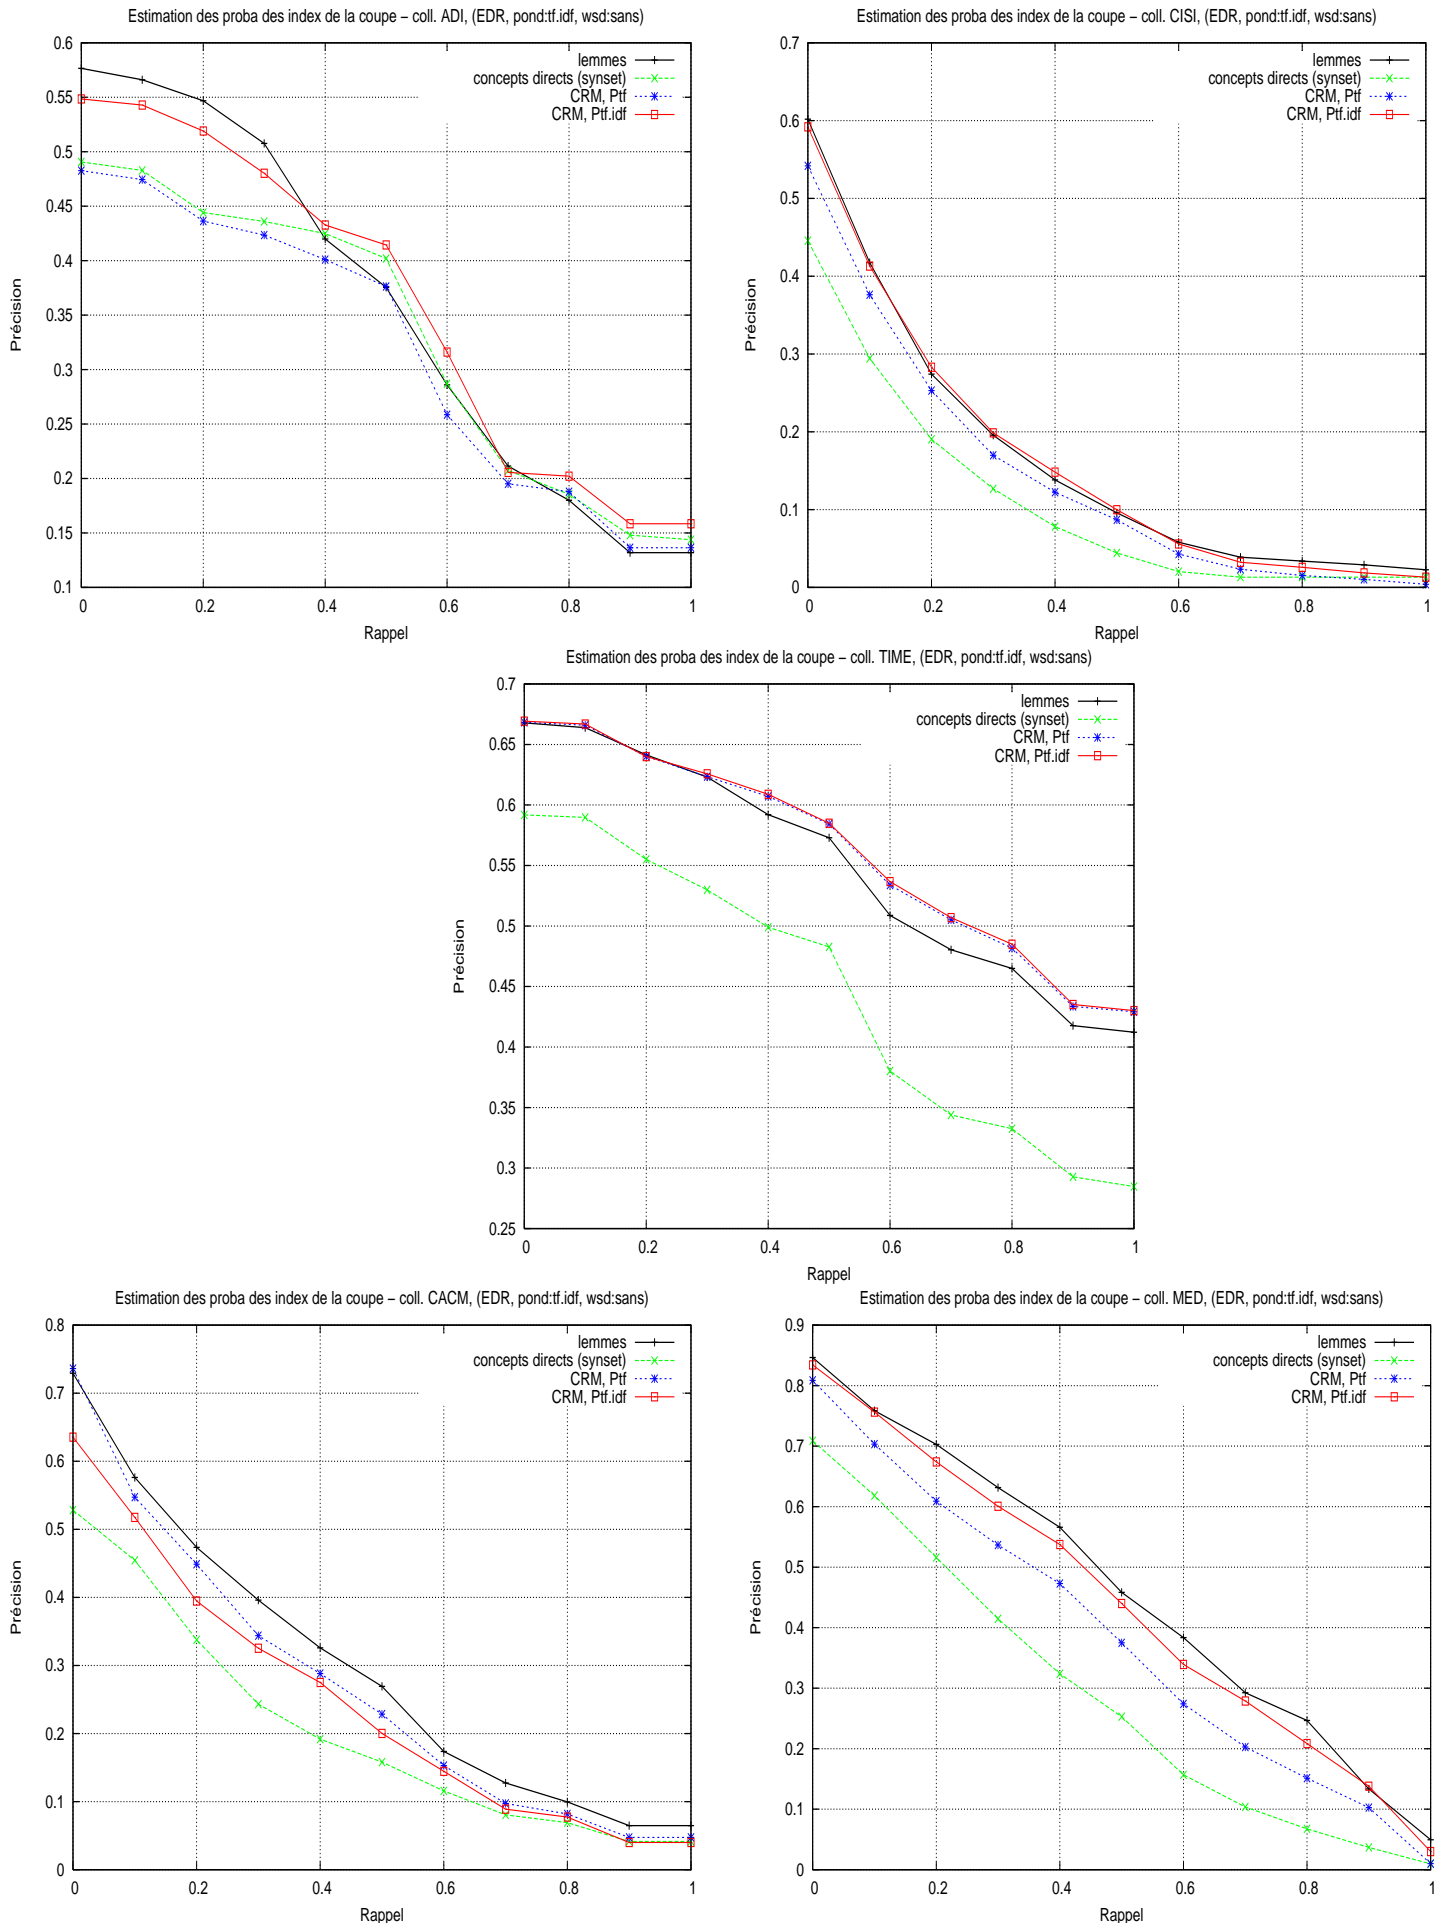 Estimation des proba des index de la coupe – coll. ADI, (EDR, pond:tf.idf, wsd:sans)
lemmes
concepts directs (synset)
CRM, Ptf
CRM, Ptf.idf
0.6
0.55
0.5
0.45
0.4
0.35
0.3
0.25
0.2
0.15
0.1
0 0.2 0.4 0.6 0.8 1
Précision
Rappel
Estimation des proba des index de la coupe – coll. CISI, (EDR, pond:tf.idf, wsd:sans)
lemmes
concepts directs (synset)
CRM, Ptf
CRM, Ptf.idf
0.7
0.6
0.5
0.4
0.3
0.2
0.1
0
0 0.2 0.4 0.6 0.8 1
Précision
Rappel
Estimation des proba des index de la coupe – coll. TIME, (EDR, pond:tf.idf, wsd:sans)
lemmes
concepts directs (synset)
CRM, Ptf
CRM, Ptf.idf
0.7
0.65
0.6
0.55
0.5
0.45
0.4
0.35
0.3
0.25
0 0.2 0.4 0.6 0.8 1
Précision
Rappel
Estimation des proba des index de la coupe – coll. CACM, (EDR, pond:tf.idf, wsd:sans)
lemmes
concepts directs (synset)
CRM, Ptf
CRM, Ptf.idf
0.8
0.7
0.6
0.5
0.4
0.3
0.2
0.1
0
0 0.2 0.4 0.6 0.8 1
Précision
Rappel
Estimation des proba des index de la coupe – coll. MED, (EDR, pond:tf.idf, wsd:sans)
lemmes
concepts directs (synset)
CRM, Ptf
CRM, Ptf.idf
0.9
0.8
0.7
0.6
0.5
0.4
0.3
0.2
0.1
0
0 0.2 0.4 0.6 0.8 1
Précision
Rappel